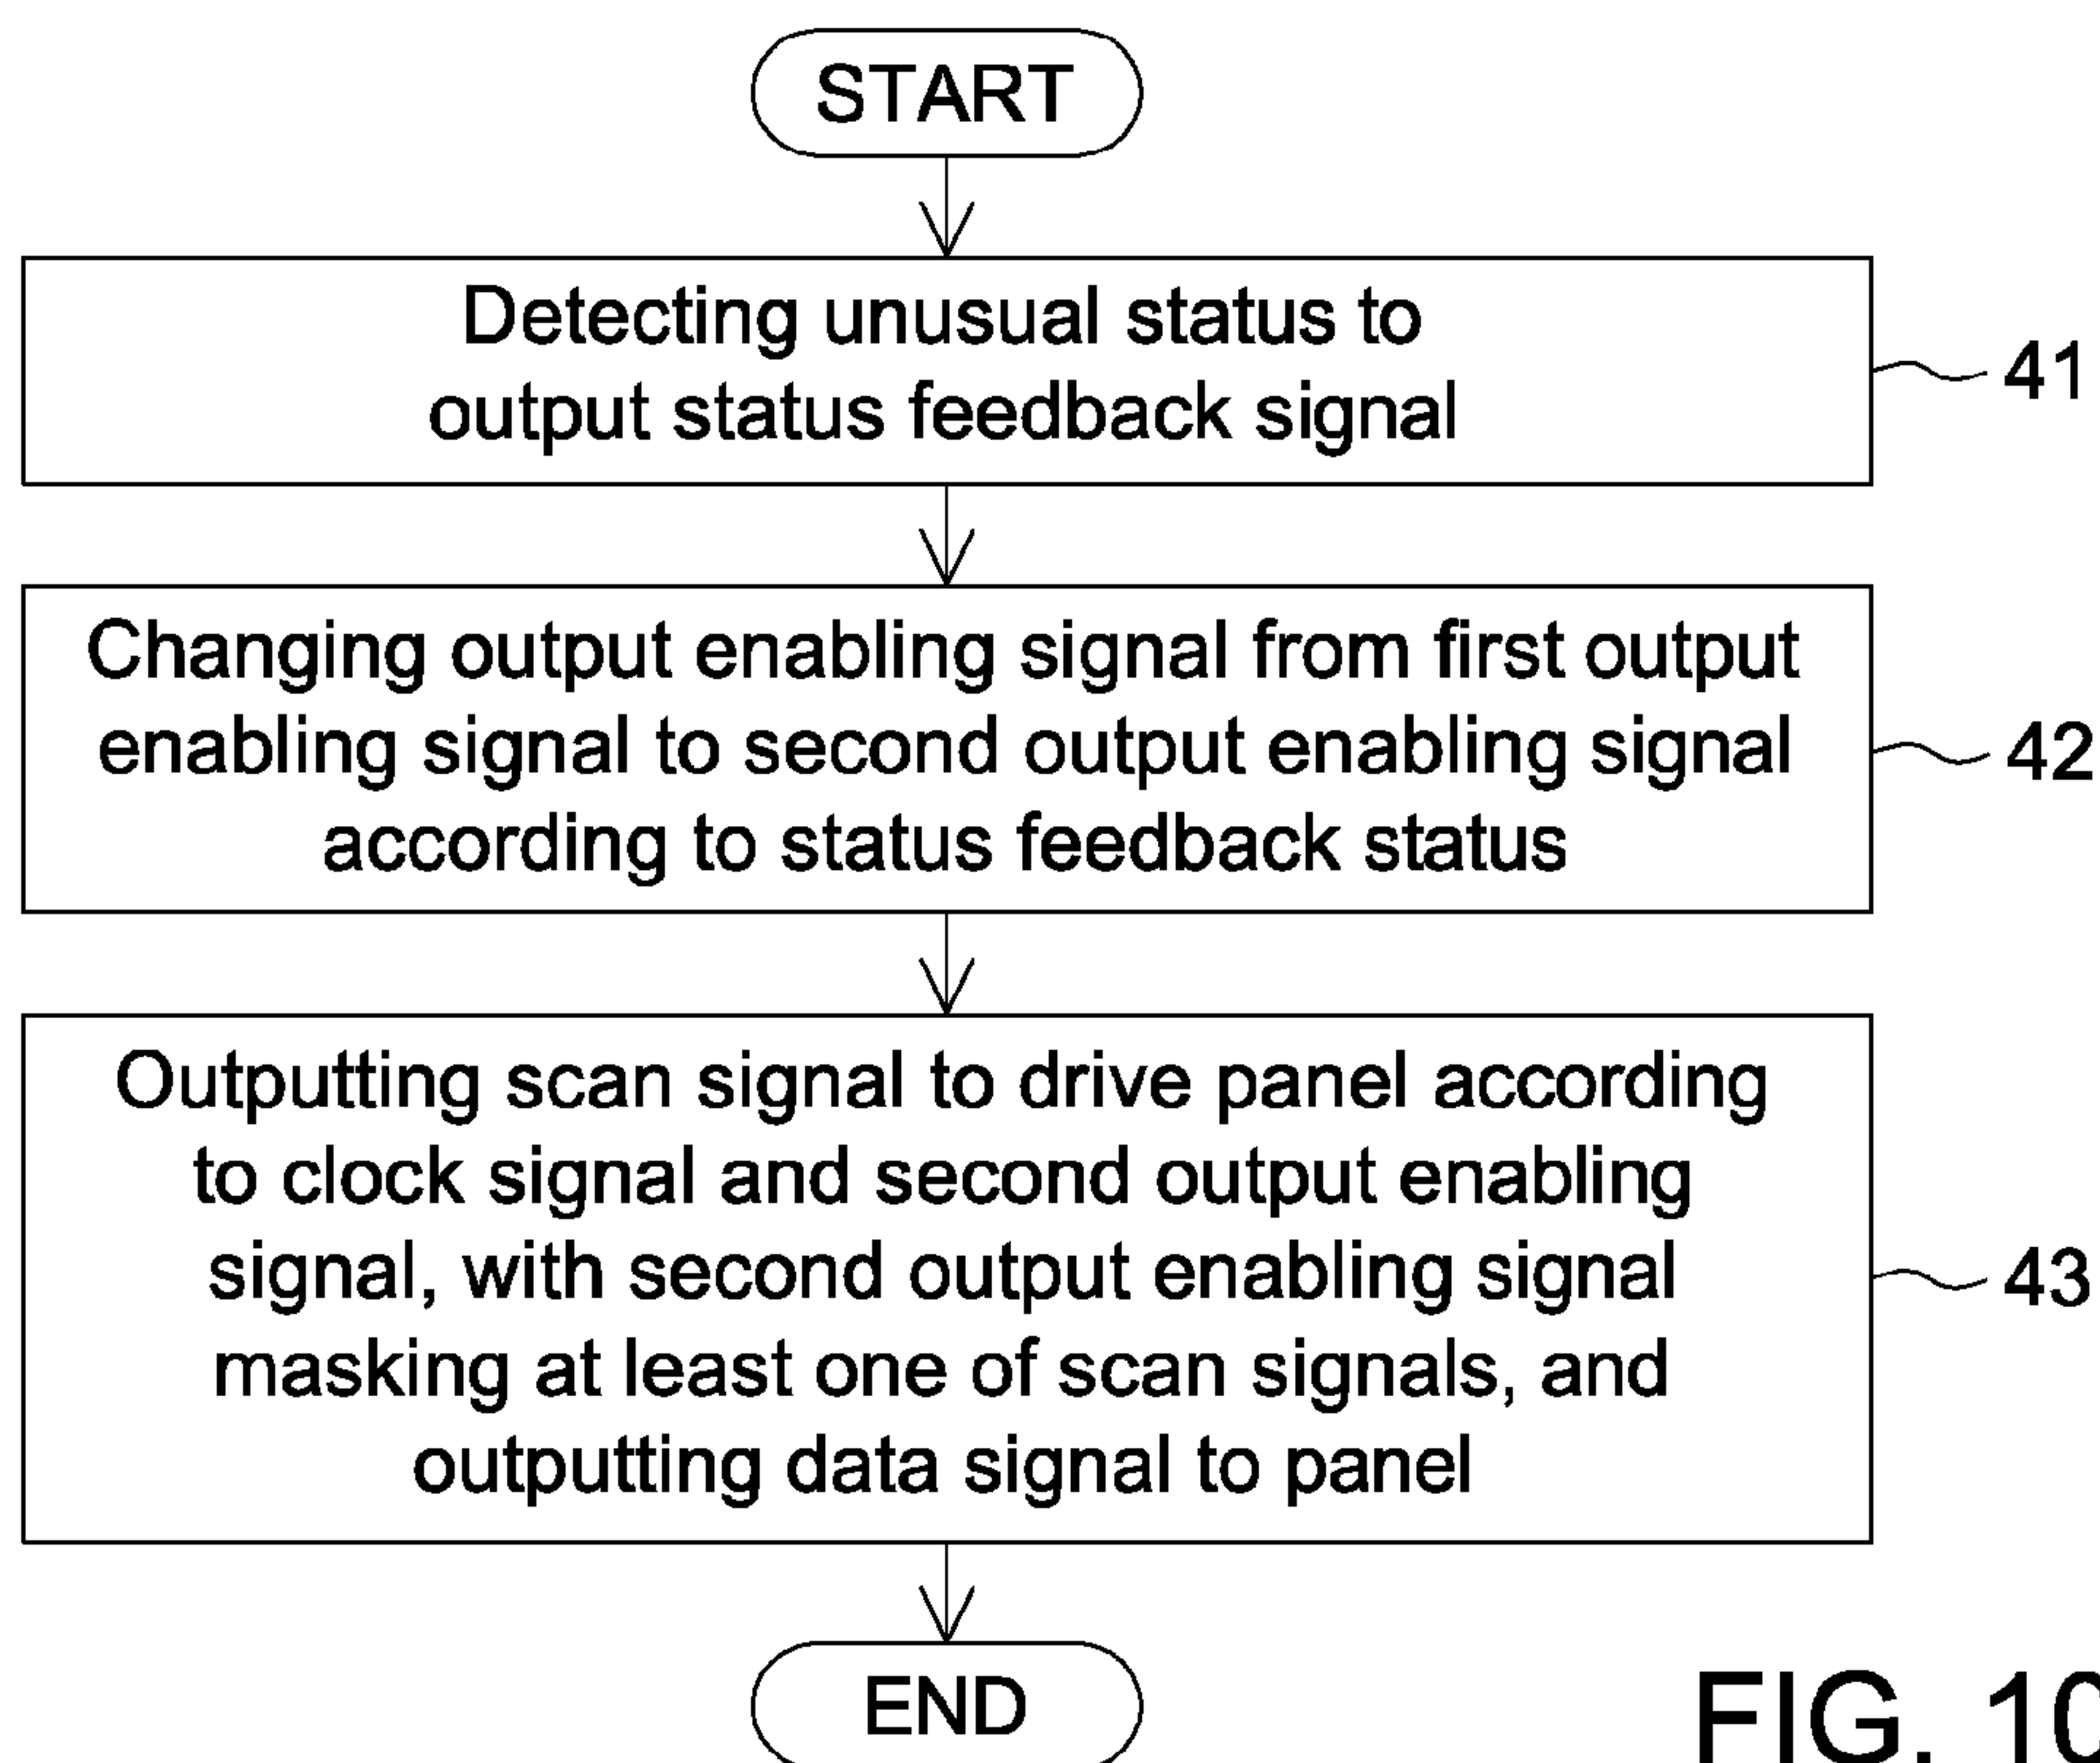 START
Detecting unusual status to
output status feedback signal
41
Changing output enabling signal from first output
enabling signal to second output enabling signal
according to status feedback status
42
Outputting scan signal to drive panel according
to clock signal and second output enabling
signal, with second output enabling signal
masking at least one of scan signals, and
outputting data signal to panel
43
END
FIG. 10